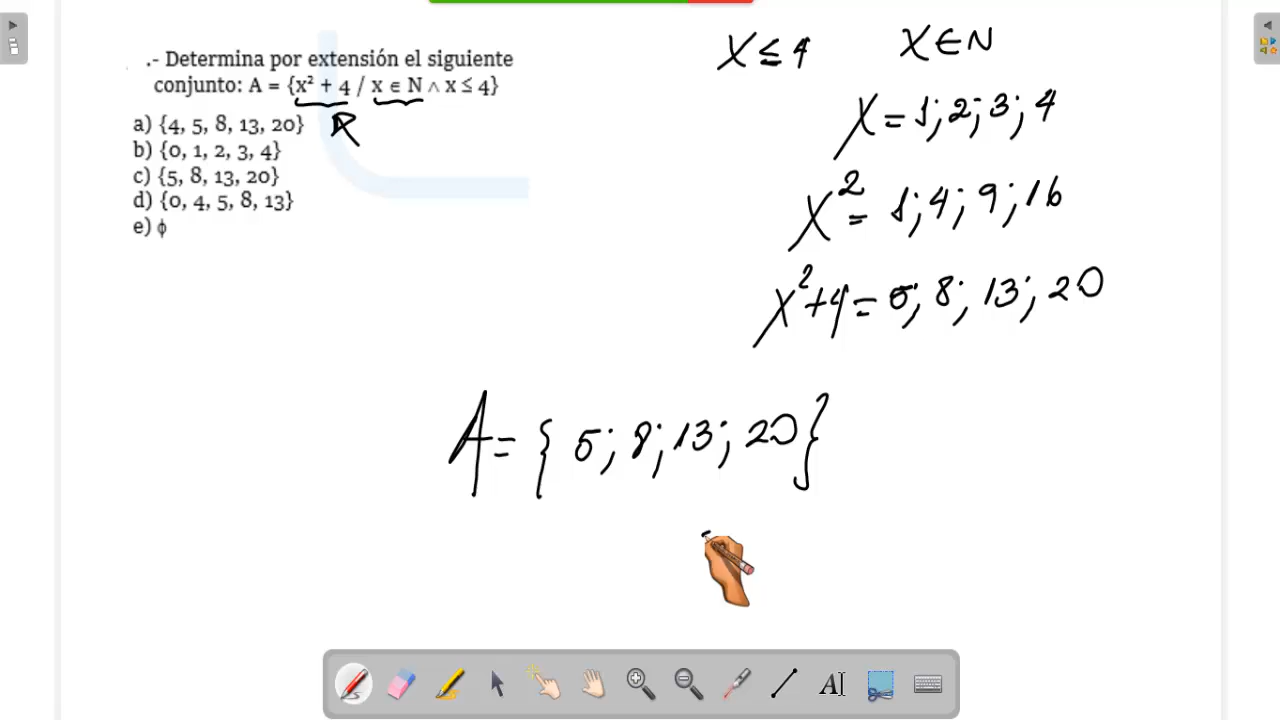 .- Determina por extensión el siguiente
conjunto: A = {x² + 4 / x ∈ N ∧ x ≤ 4}
a) {4, 5, 8, 13, 20}
b) {0, 1, 2, 3, 4}
c) {5, 8, 13, 20}
d) {0, 4, 5, 8, 13}
e) ϕ
X ≤ 4 X ∈ N
X = 1; 2; 3; 4
X² = 1; 4; 9; 16
X²+4 = 5; 8; 13; 20
A = { 5; 8; 13; 20}
A